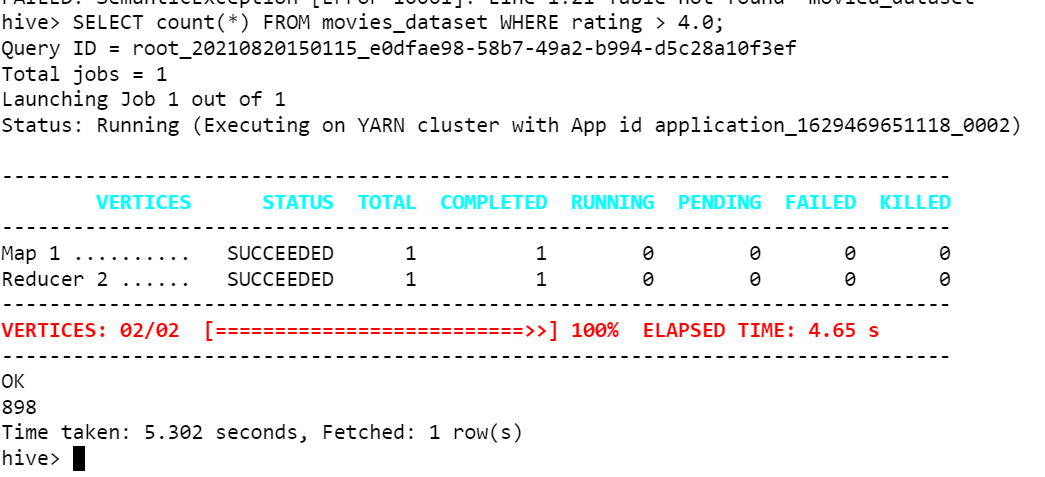 FAILED: SemanticException [Error 10001]: Line 1:21 Table not found 'movied_dataset'
hive> SELECT count(*) FROM movies_dataset WHERE rating > 4.0;
Query ID = root_20210820150115_e0dfae98-58b7-49a2-b994-d5c28a10f3ef
Total jobs = 1
Launching Job 1 out of 1
Status: Running (Executing on YARN cluster with App id application_1629469651118_0002)
--------------------------------------------------------------------------------
VERTICES STATUS TOTAL COMPLETED RUNNING PENDING FAILED KILLED
--------------------------------------------------------------------------------
Map 1 .......... SUCCEEDED 1 1 0 0 0 0
Reducer 2 ...... SUCCEEDED 1 1 0 0 0 0
--------------------------------------------------------------------------------
VERTICES: 02/02 [==========================>>] 100% ELAPSED TIME: 4.65 s
--------------------------------------------------------------------------------
OK
898
Time taken: 5.302 seconds, Fetched: 1 row(s)
hive>